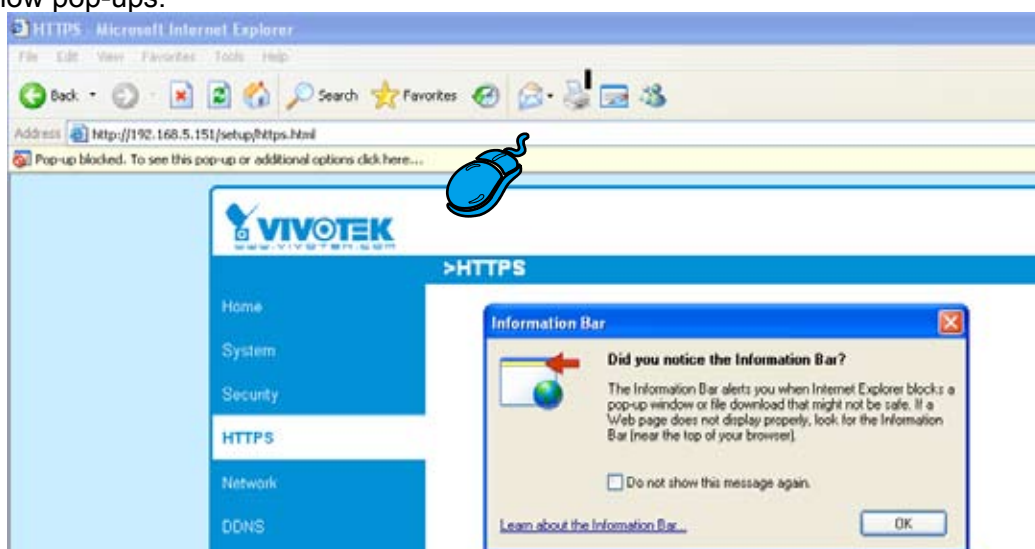 low pop-ups.
HTTPS - Microsoft Internet Explorer
File Edit View Favorites Tools Help
Back Search Favorites
Address http://192.168.5.151/setup/https.html
Pop-up blocked. To see this pop-up or additional options click here...
VIVOTEK
www.vivotek.com
>HTTPS
Home
System
Security
HTTPS
Network
DDNS
Information Bar
Did you notice the Information Bar?
The Information Bar alerts you when Internet Explorer blocks a
pop-up window or file download that might not be safe. If a
Web page does not display properly, look for the Information
Bar (near the top of your browser).
Do not show this message again.
Learn about the Information Bar...
OK